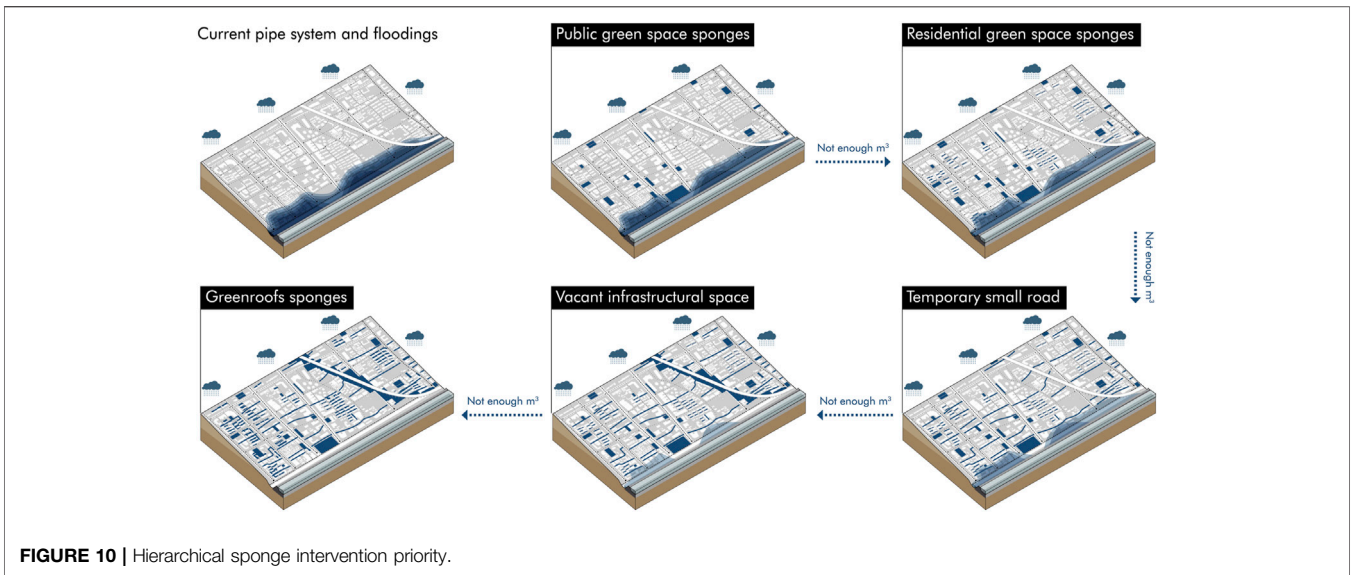 Current pipe system and floodings
Public green space sponges
Residential green space sponges
Not enough m³
Not enough m³
Greenroofs sponges
Vacant infrastructural space
Temporary small road
Not enough m³
Not enough m³
FIGURE 10 | Hierarchical sponge intervention priority.